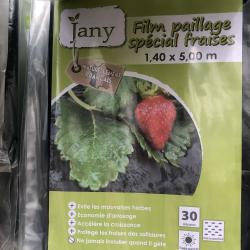 Jany
Film paillage
spécial fraises
1,40 x 5,00 m
FRANÇAIS
• Evite les mauvaises herbes
• Economie d'arrosage
• Accélère la croissance
• Protège les fraises des salissures
• Ne jamais installer quand il gèle
30